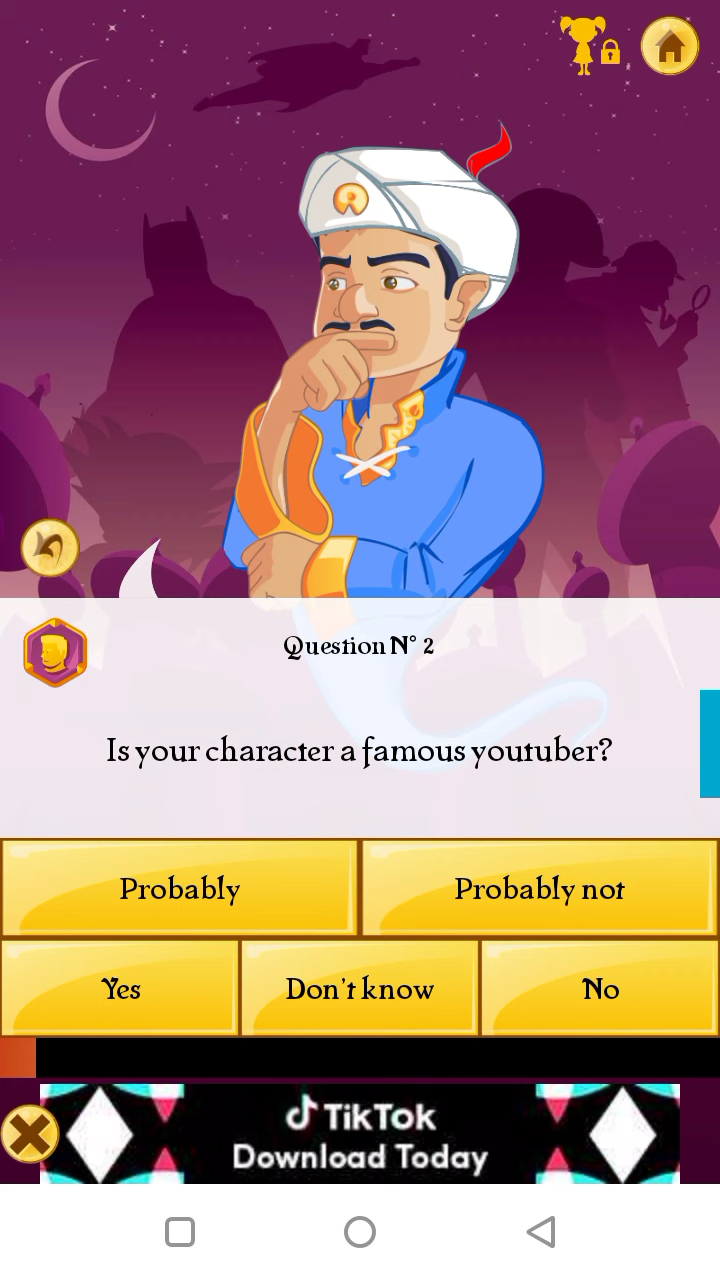 Question N° 2
Is your character a famous youtuber?
Probably
Probably not
Yes
Don't know
No
TikTok
Download Today